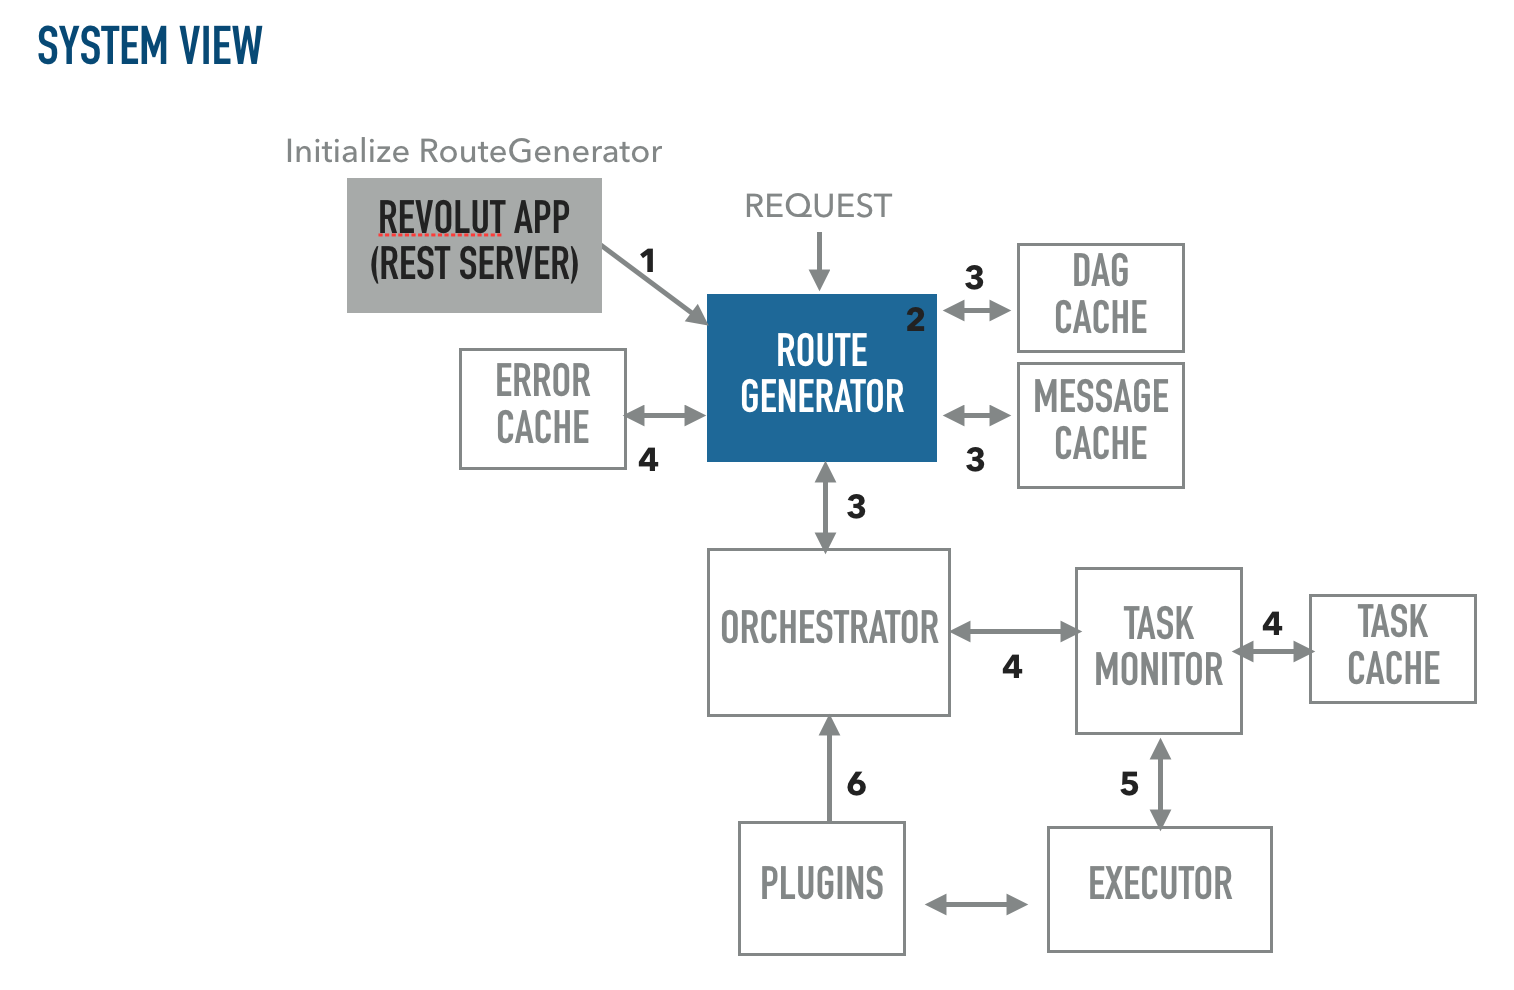 SYSTEM VIEW
Initialize RouteGenerator
REVOLUT APP
(REST SERVER)
1
REQUEST
2
ROUTE
GENERATOR
3
DAG
CACHE
3
MESSAGE
CACHE
ERROR
CACHE
4
3
ORCHESTRATOR
4
TASK
MONITOR
4
TASK
CACHE
6
5
PLUGINS
EXECUTOR